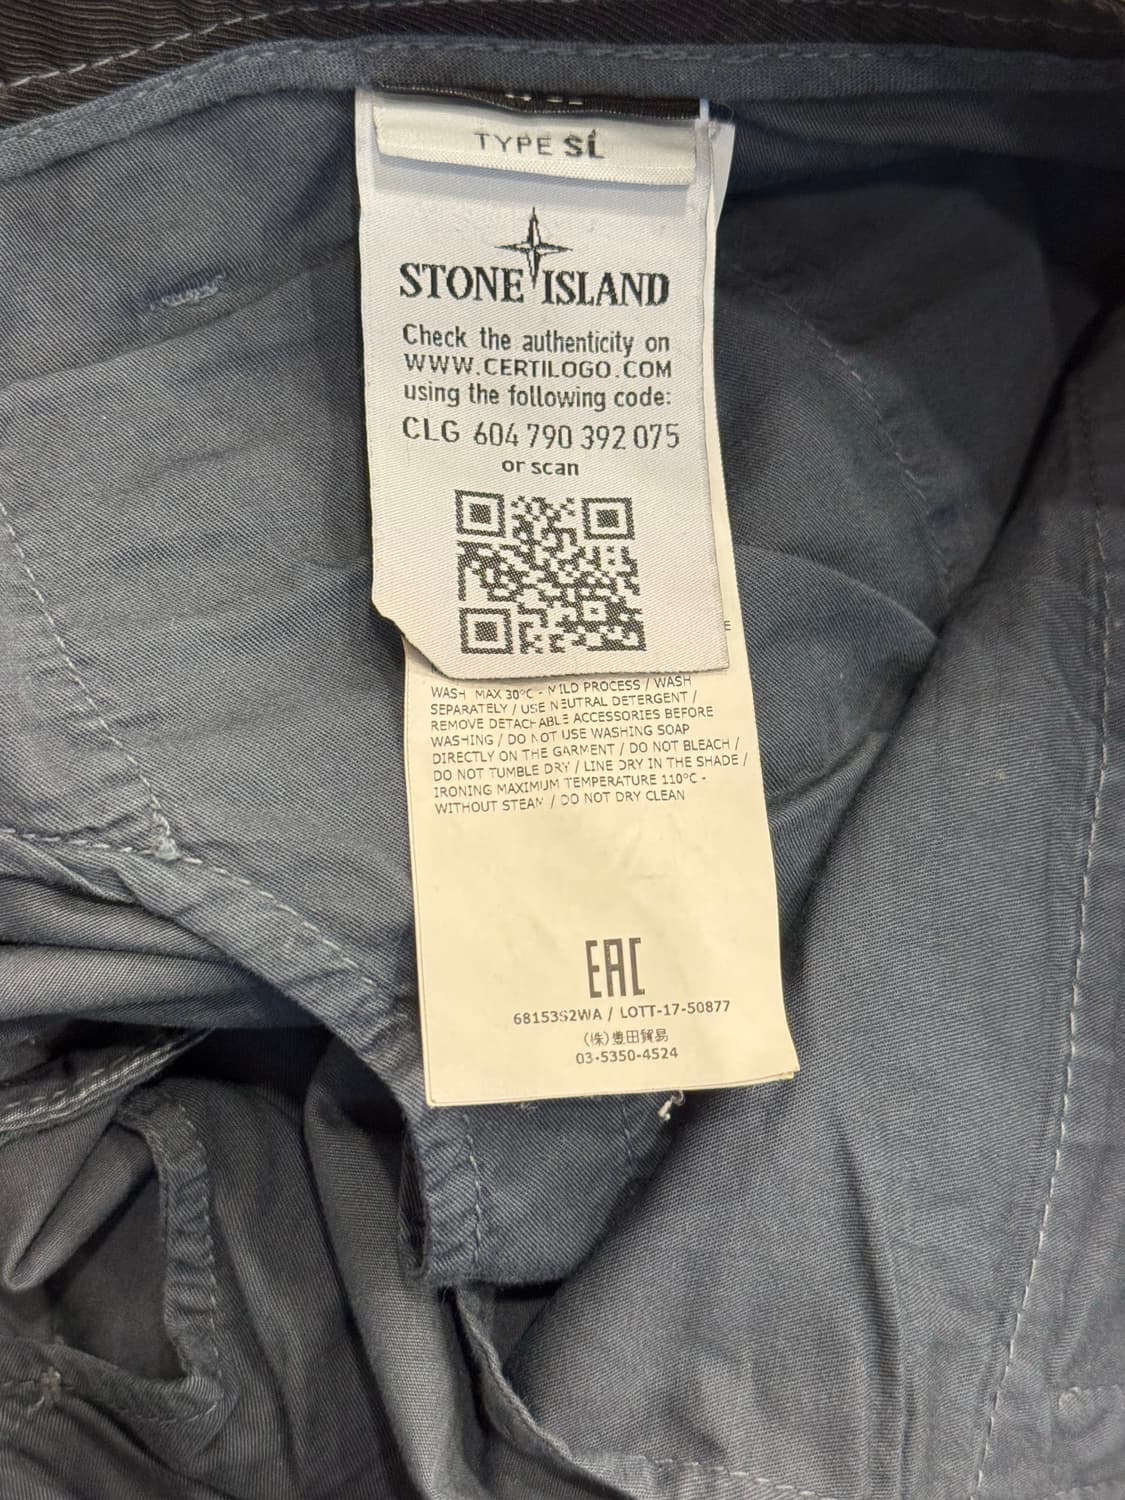 TYPE SL
STONE ISLAND
Check the authenticity on
WWW.CERTILOGO.COM
using the following code:
CLG 604 790 392 075
or scan
E
WASH MAX 30°C - MILD PROCESS / WASH
SEPARATELY / USE NEUTRAL DETERGENT /
REMOVE DETACHABLE ACCESSORIES BEFORE
WASHING / DO NOT USE WASHING SOAP
DIRECTLY ON THE GARMENT / DO NOT BLEACH /
DO NOT TUMBLE DRY / LINE DRY IN THE SHADE /
IRONING MAXIMUM TEMPERATURE 110°C -
WITHOUT STEAM / DO NOT DRY CLEAN
EAC
68153S2WA / LOTT-17-50877
(株)豊田貿易
03-5350-4524